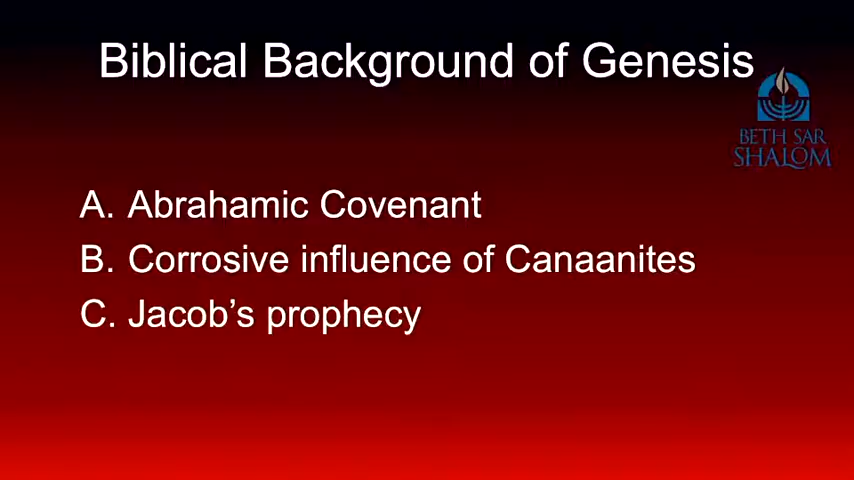 Biblical Background of Genesis
BETH SAR
SHALOM
A. Abrahamic Covenant
B. Corrosive influence of Canaanites
C. Jacob’s prophecy